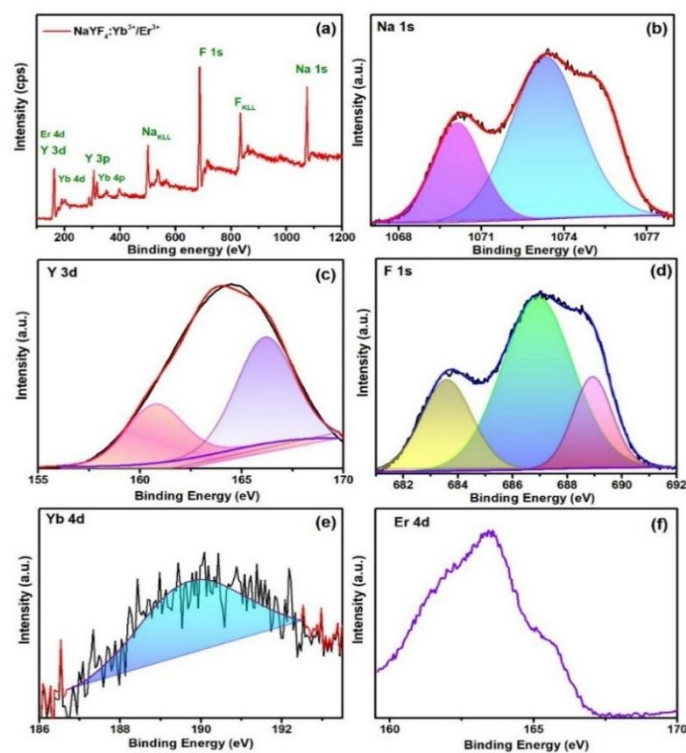 NaYF₄:Yb³⁺/Er³⁺
(a)
F 1s
Na 1s
F_KLL
Na_KLL
Er 4d
Y 3d
Y 3p
Yb 4d
Yb 4p
Intensity (cps)
200 400 600 800 1000 1200
Binding energy (eV)
Na 1s
(b)
Intensity (a.u.)
1068 1071 1074 1077
Binding Energy (eV)
Y 3d
(c)
Intensity (a.u.)
155 160 165 170
Binding Energy (eV)
F 1s
(d)
Intensity (a.u.)
682 684 686 688 690 692
Binding Energy (eV)
Yb 4d
(e)
Intensity (a.u.)
186 188 190 192
Binding Energy (eV)
Er 4d
(f)
Intensity (a.u.)
160 165 170
Binding Energy (eV)